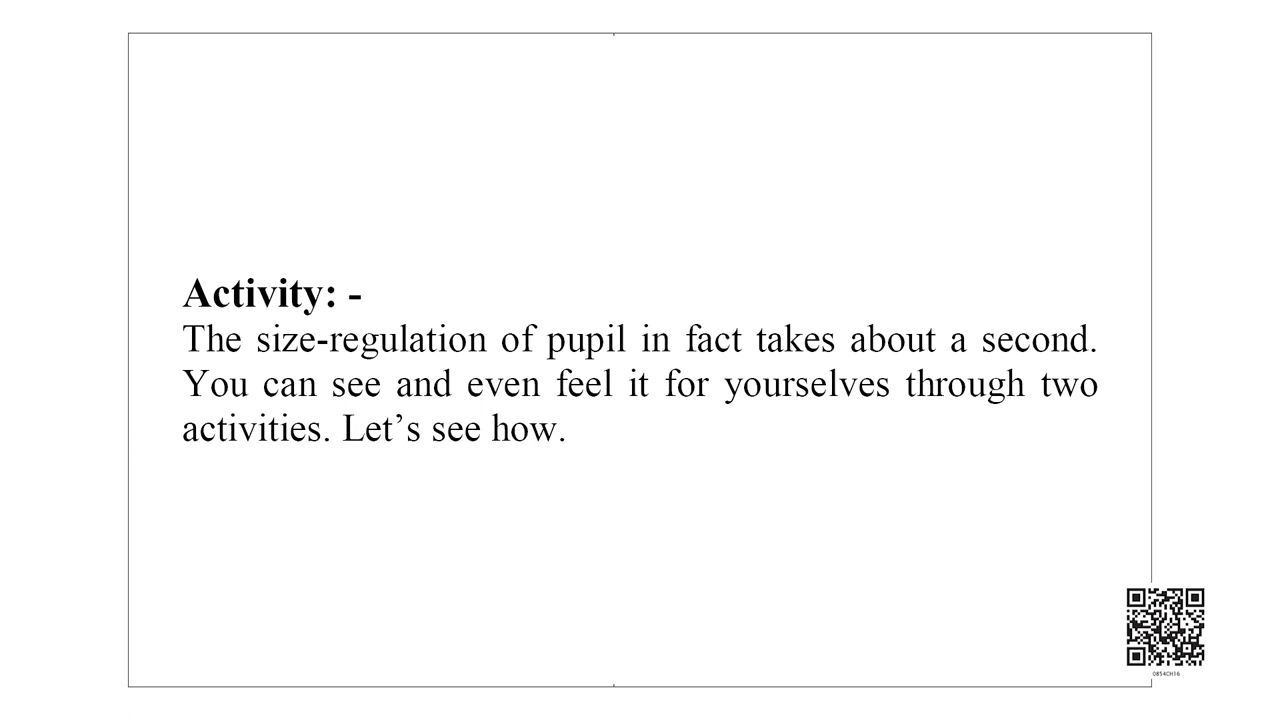 Activity: -
The size-regulation of pupil in fact takes about a second.
You can see and even feel it for yourselves through two
activities. Let’s see how.
0854CH16